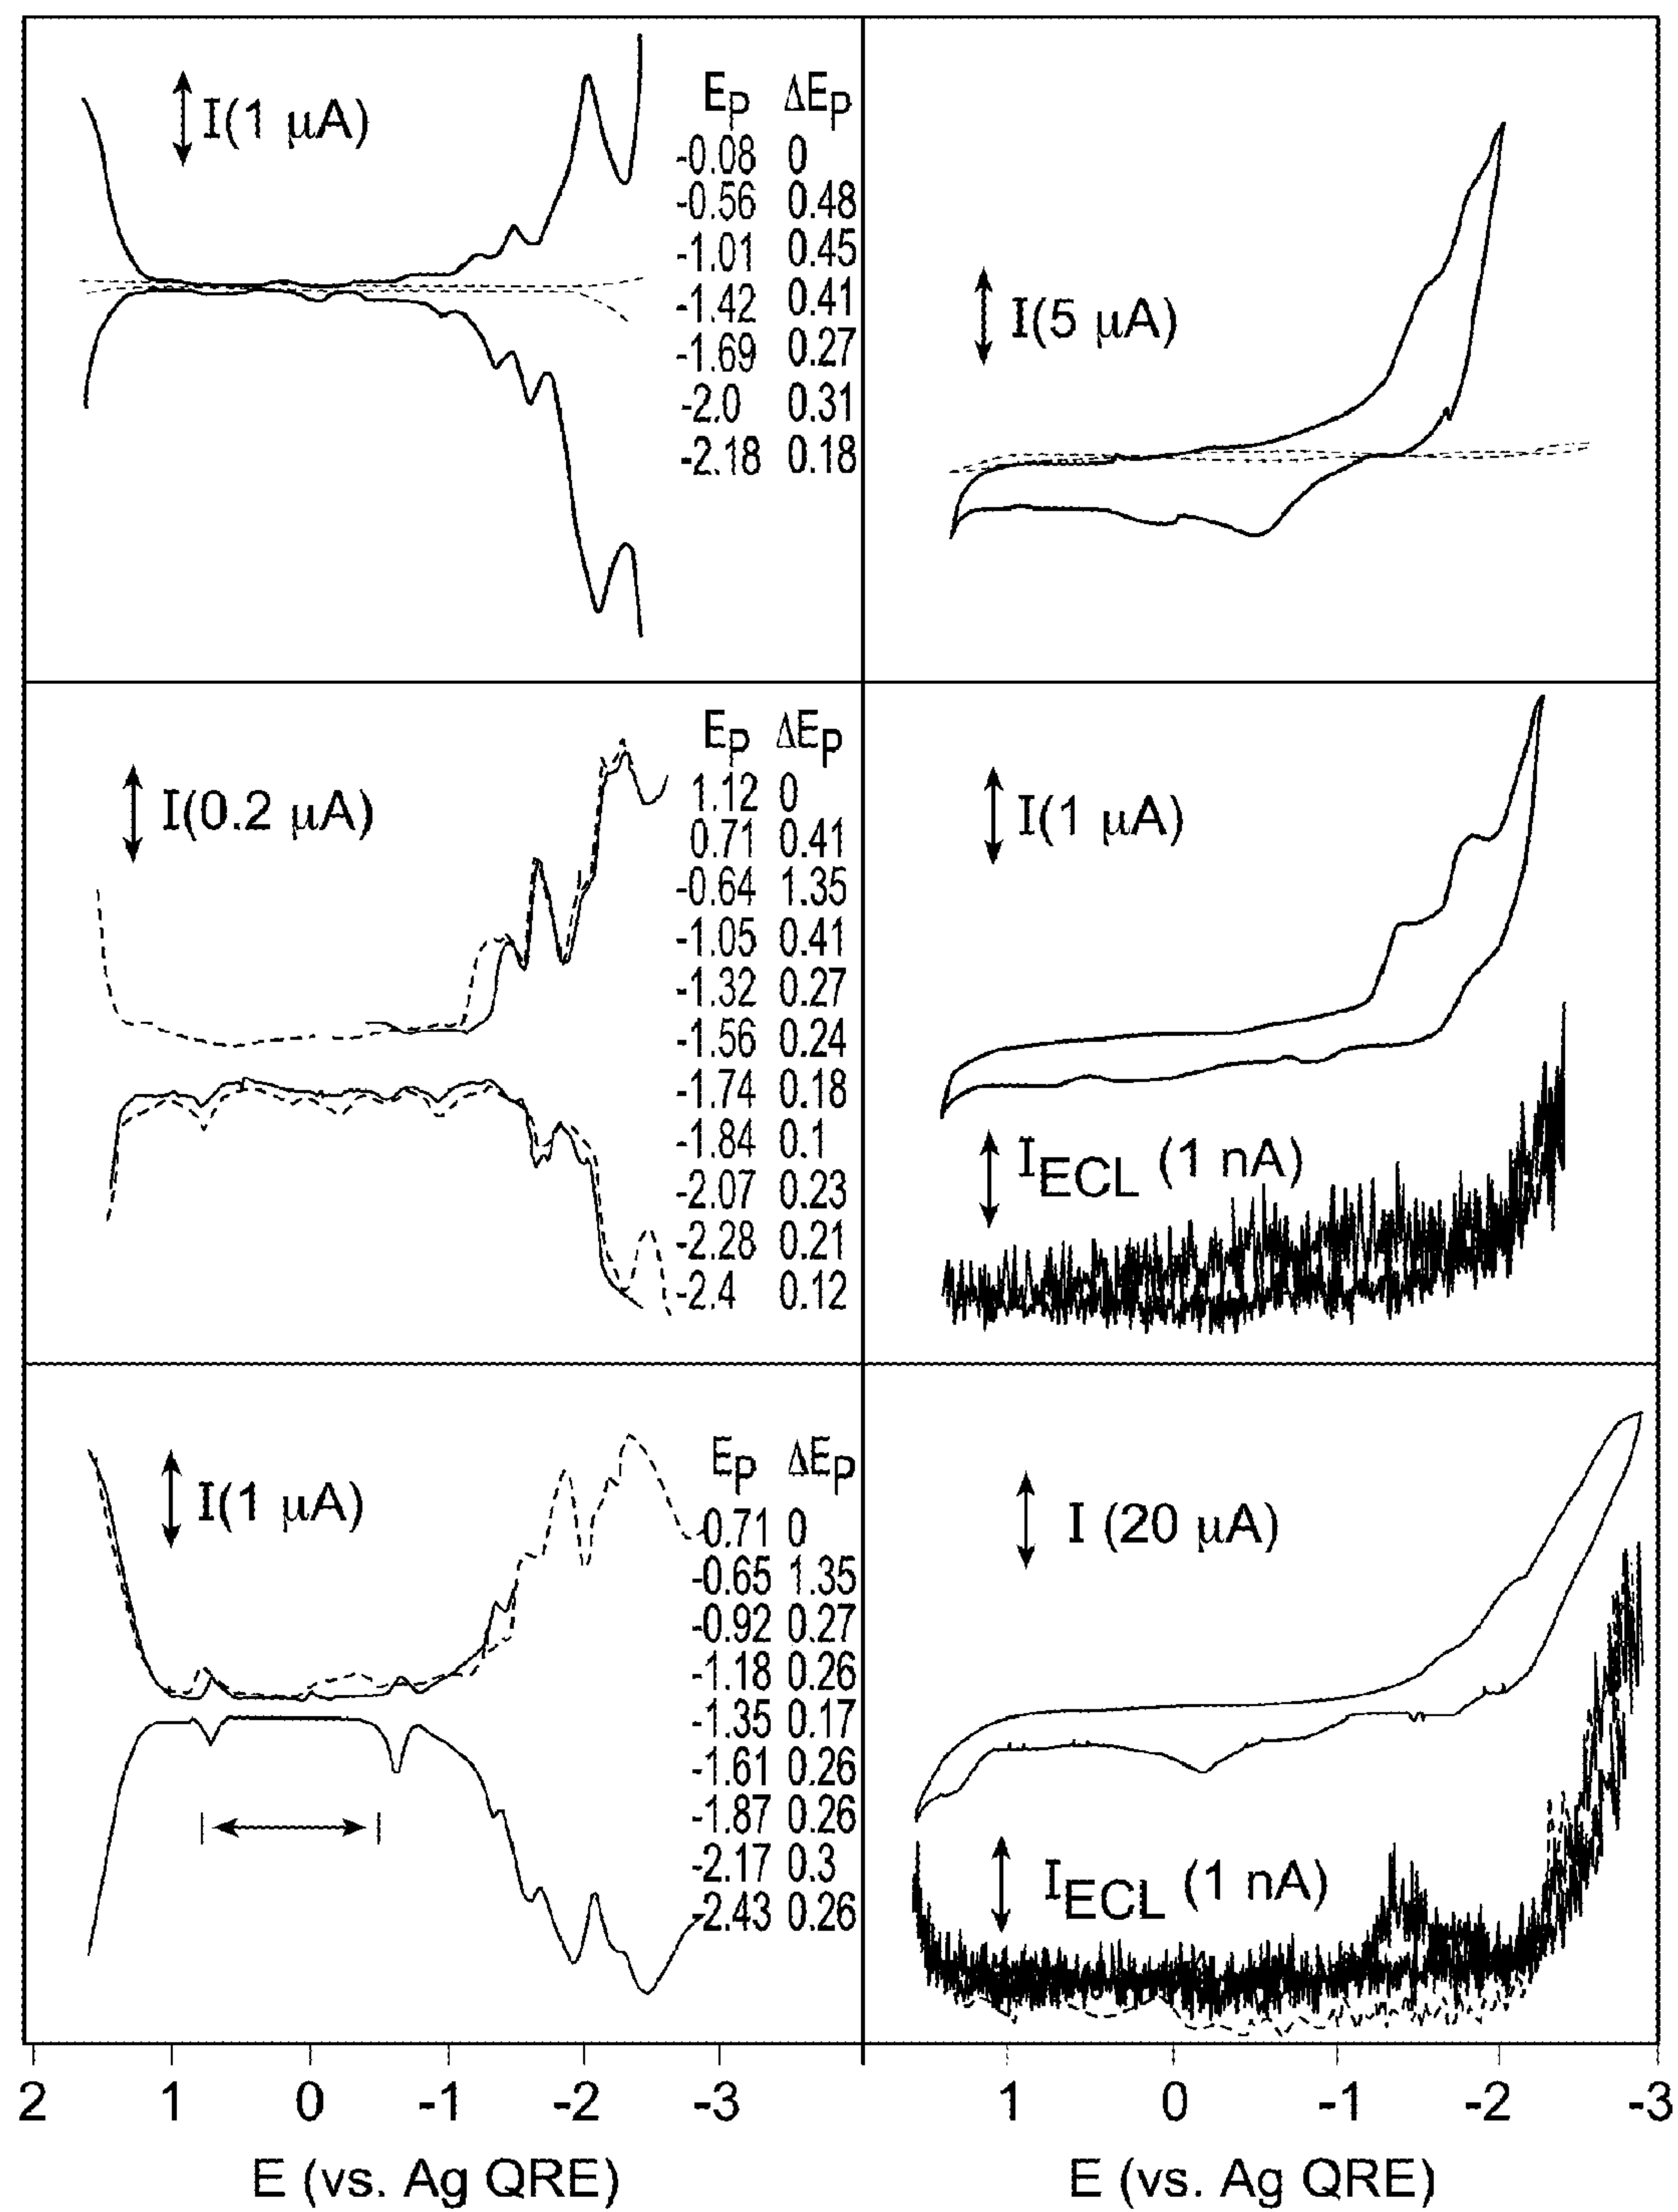 I(1 μA)
EP ΔEP
-0.08 0
-0.56 0.48
-1.01 0.45
-1.42 0.41
-1.69 0.27
-2.0 0.31
-2.18 0.18
I(5 μA)
I(0.2 μA)
EP ΔEP
1.12 0
0.71 0.41
-0.64 1.35
-1.05 0.41
-1.32 0.27
-1.56 0.24
-1.74 0.18
-1.84 0.1
-2.07 0.23
-2.28 0.21
-2.4 0.12
I(1 μA)
IECL (1 nA)
I(1 μA)
EP ΔEP
0.71 0
-0.65 1.35
-0.92 0.27
-1.18 0.26
-1.35 0.17
-1.61 0.26
-1.87 0.26
-2.17 0.3
-2.43 0.26
I (20 μA)
IECL (1 nA)
2 1 0 -1 -2 -3
1 0 -1 -2 -3
E (vs. Ag QRE)
E (vs. Ag QRE)